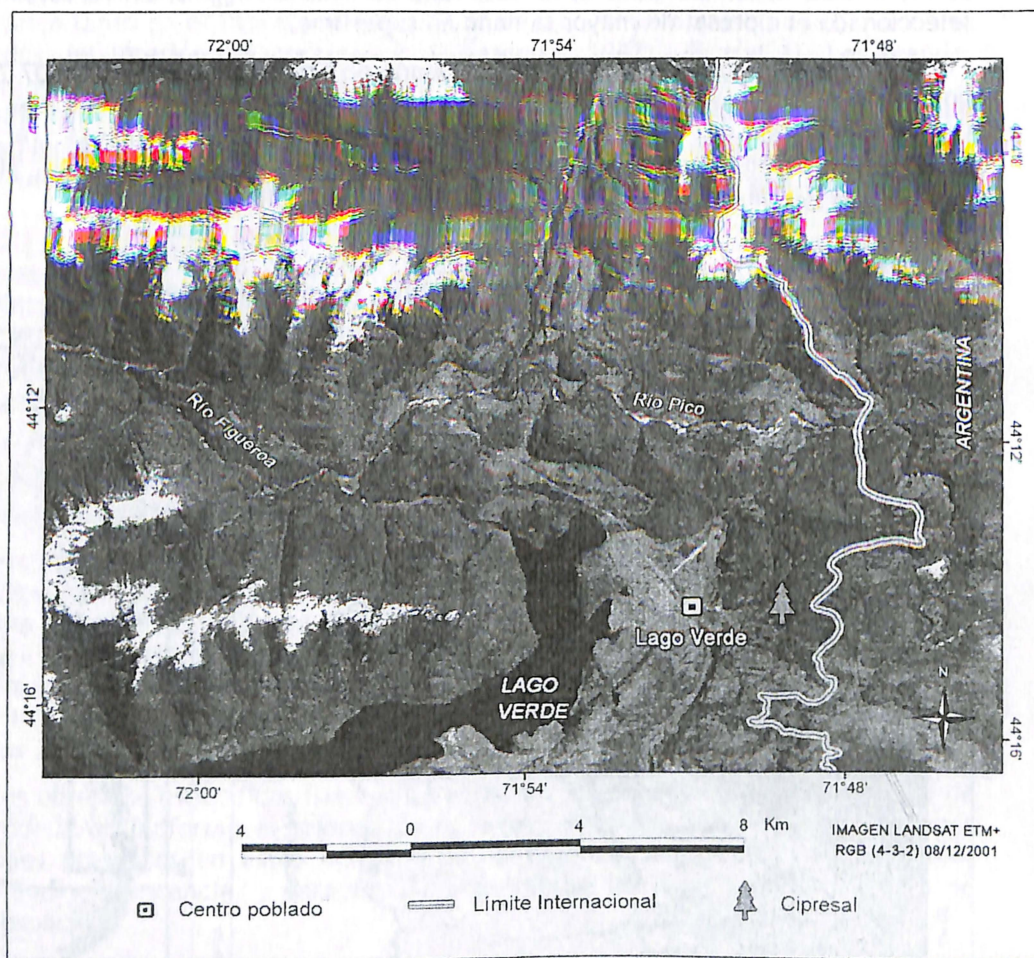 72°00'
71°54'
71°48'
44°12'
Río Figueroa
Río Pico
ARGENTINA
44°12'
Lago Verde
44°16'
LAGO
VERDE
N
44°16'
72°00'
71°54'
71°48'
4 0 4 8 Km
IMAGEN LANDSAT ETM+
RGB (4-3-2) 08/12/2001
Centro poblado
Límite Internacional
Cipresal